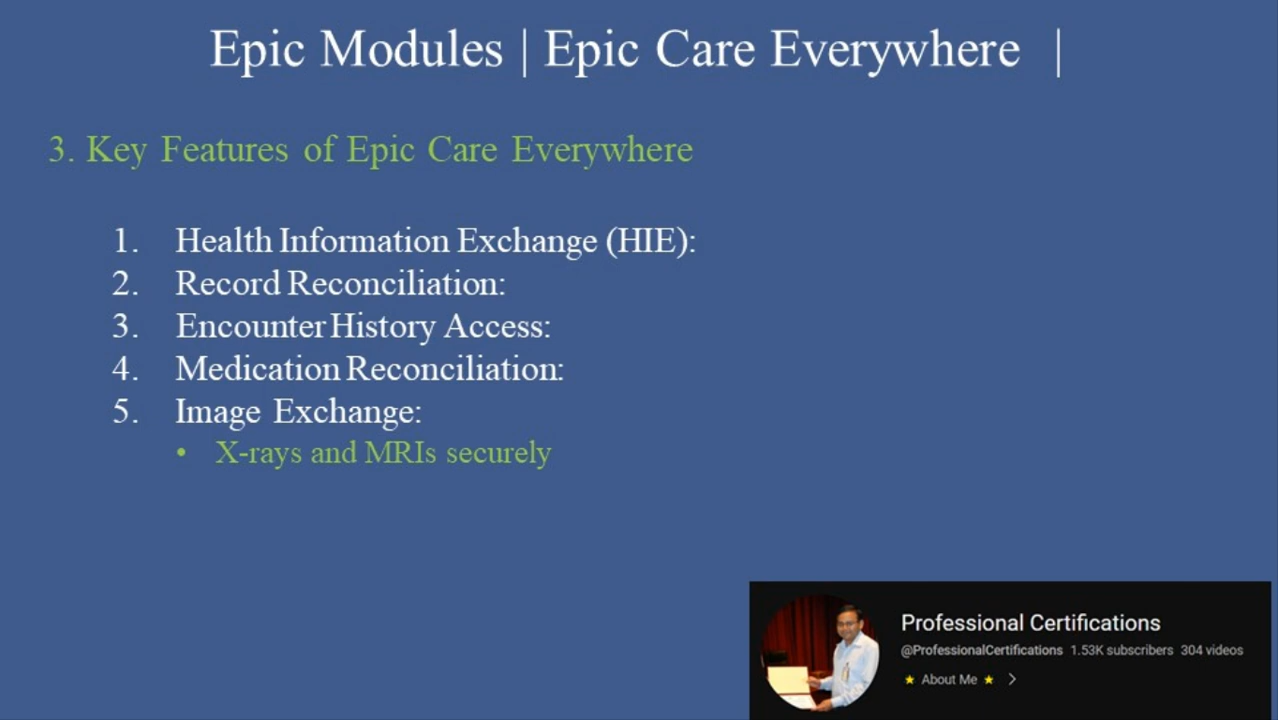 Epic Modules | Epic Care Everywhere |
3. Key Features of Epic Care Everywhere
1. Health Information Exchange (HIE):
2. Record Reconciliation:
3. Encounter History Access:
4. Medication Reconciliation:
5. Image Exchange:
• X-rays and MRIs securely
Professional Certifications
@ProfessionalCertifications 1.53K subscribers 304 videos
★ About Me ★ >